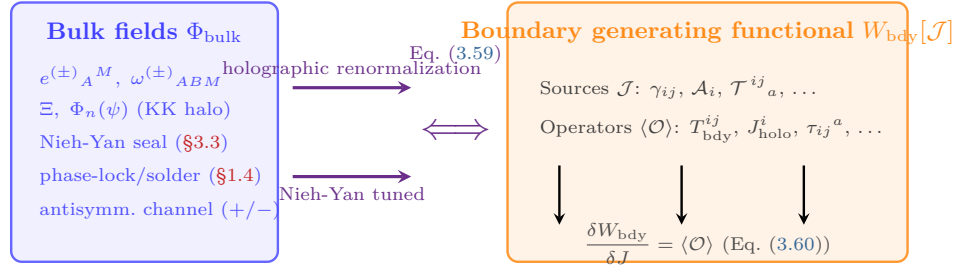 Bulk fields Φ_bulk
e^(±)_A^M, ω^(±)_ABM
Ξ, Φ_n(ψ) (KK halo)
Nieh-Yan seal (§3.3)
phase-lock/solder (§1.4)
antisymm. channel (+/−)
Eq. (3.59)
holographic renormalization
⟺
Nieh-Yan tuned
Boundary generating functional W_bdy[𝒥]
Sources 𝒥: γ_ij, 𝒜_i, 𝒯^ij_a, …
Operators ⟨𝒪⟩: T^ij_bdy, J^i_holo, τ_ij^a, …
δW_bdy/δJ = ⟨𝒪⟩ (Eq. (3.60))